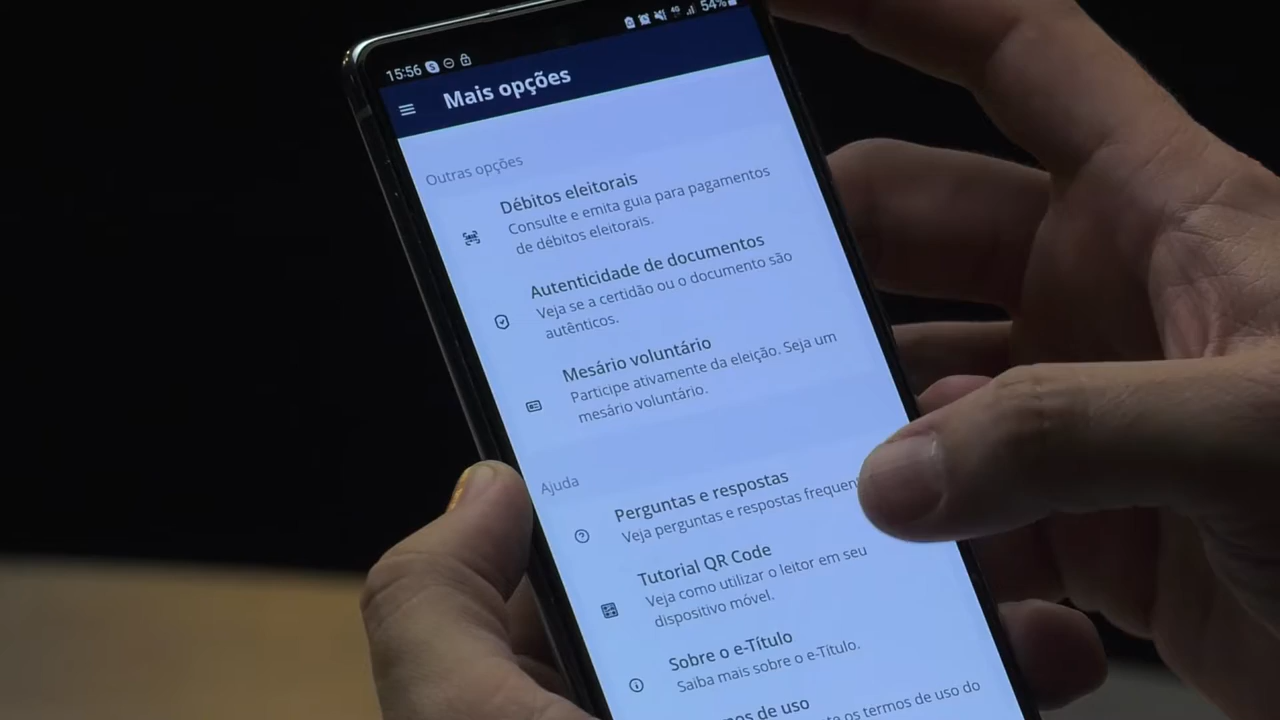 15:56 4G 54%
Mais opções
Outras opções
Débitos eleitorais
Consulte e emita guia para pagamentos
de débitos eleitorais.
Autenticidade de documentos
Veja se a certidão ou o documento são
autênticos.
Mesário voluntário
Participe ativamente da eleição. Seja um
mesário voluntário.
Ajuda
Perguntas e respostas
Veja perguntas e respostas
Tutorial QR Code
Veja como utilizar o leitor em seu
dispositivo móvel.
Sobre o e-Título
Saiba mais sobre o e-Título.
de uso
os termos de uso do